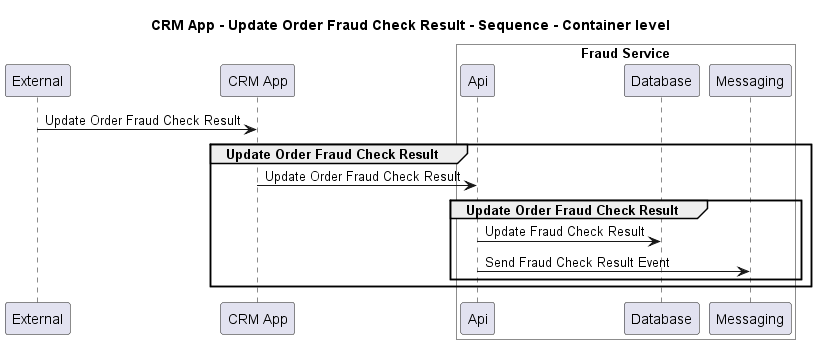 CRM App - Update Order Fraud Check Result - Sequence - Container level
Fraud Service
External
CRM App
Api
Database
Messaging
Update Order Fraud Check Result
Update Order Fraud Check Result
Update Order Fraud Check Result
Update Order Fraud Check Result
Update Fraud Check Result
Send Fraud Check Result Event
External
CRM App
Api
Database
Messaging